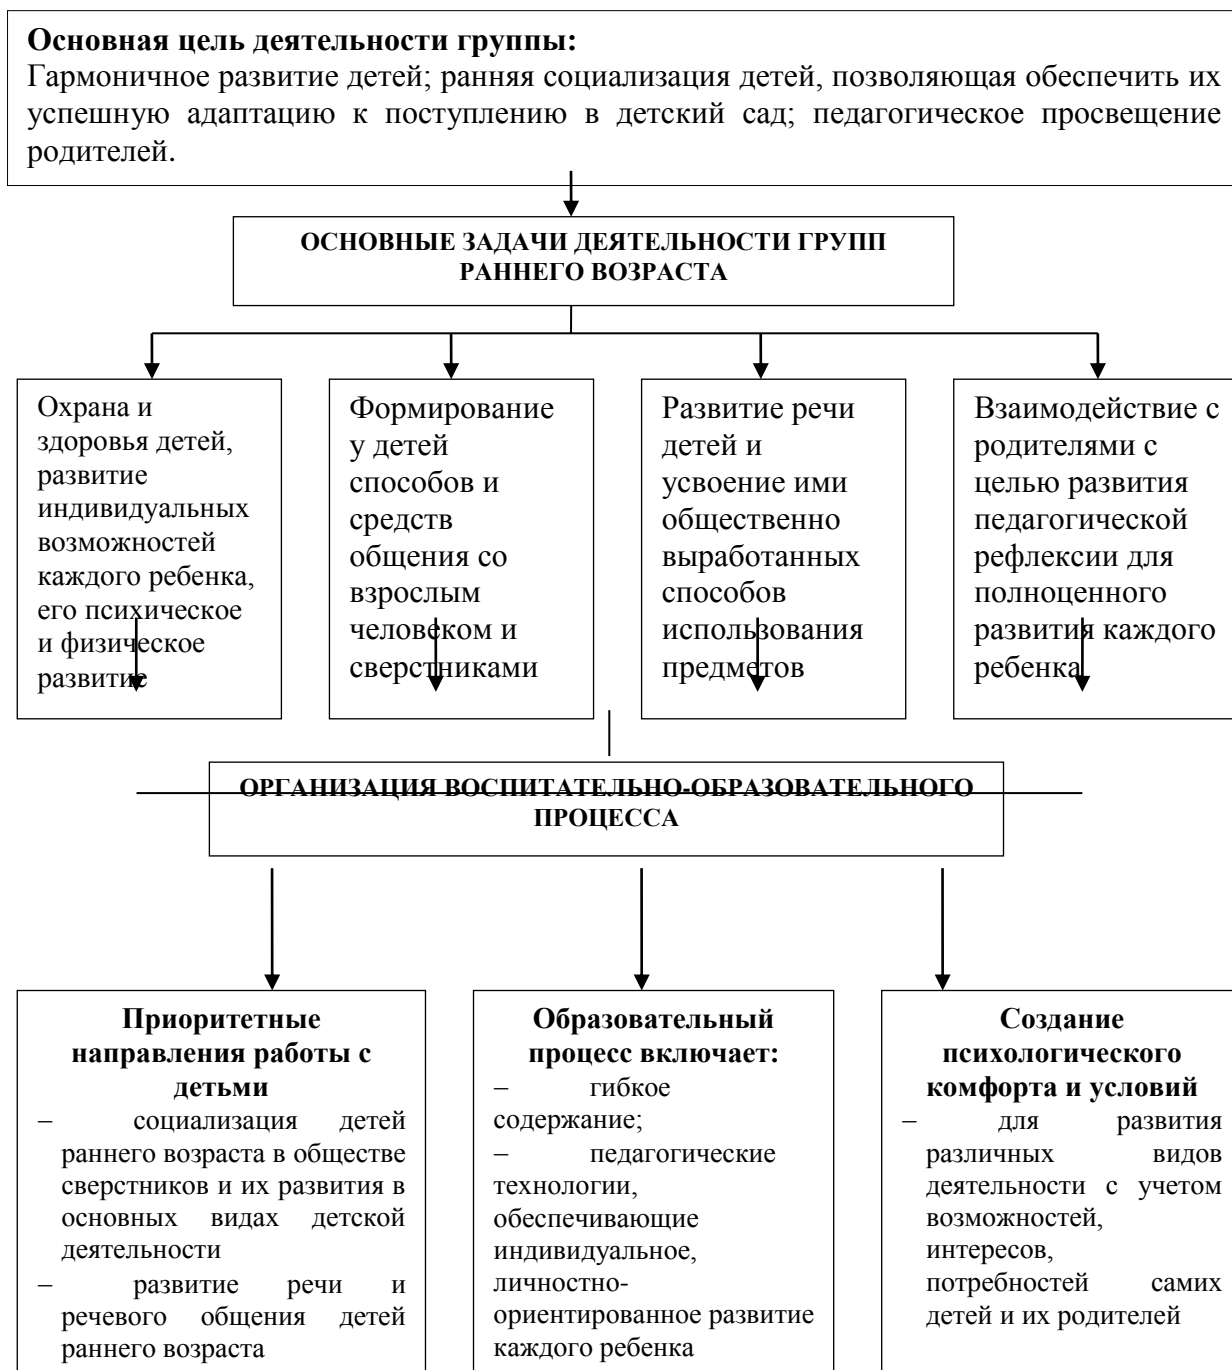 Основная цель деятельности группы:
Гармоничное развитие детей; ранняя социализация детей, позволяющая обеспечить их
успешную адаптацию к поступлению в детский сад; педагогическое просвещение
родителей.
ОСНОВНЫЕ ЗАДАЧИ ДЕЯТЕЛЬНОСТИ ГРУПП
РАННЕГО ВОЗРАСТА
Охрана и
здоровья детей,
развитие
индивидуальных
возможностей
каждого ребенка,
его психическое
и физическое
развитие
Формирование
у детей
способов и
средств
общения со
взрослым
человеком и
сверстниками
Развитие речи
детей и
усвоение ими
общественно
выработанных
способов
использования
предметов
Взаимодействие с
родителями с
целью развития
педагогической
рефлексии для
полноценного
развития каждого
ребенка
ОРГАНИЗАЦИЯ ВОСПИТАТЕЛЬНО-ОБРАЗОВАТЕЛЬНОГО
ПРОЦЕССА
Приоритетные
направления работы с
детьми
– социализация детей
раннего возраста в обществе
сверстников и их развития в
основных видах детской
деятельности
– развитие речи и
речевого общения детей
раннего возраста
Образовательный
процесс включает:
– гибкое
содержание;
– педагогические
технологии,
обеспечивающие
индивидуальное,
личностно-
ориентированное развитие
каждого ребенка
Создание
психологического
комфорта и условий
– для развития
различных видов
деятельности с учетом
возможностей,
интересов,
потребностей самих
детей и их родителей